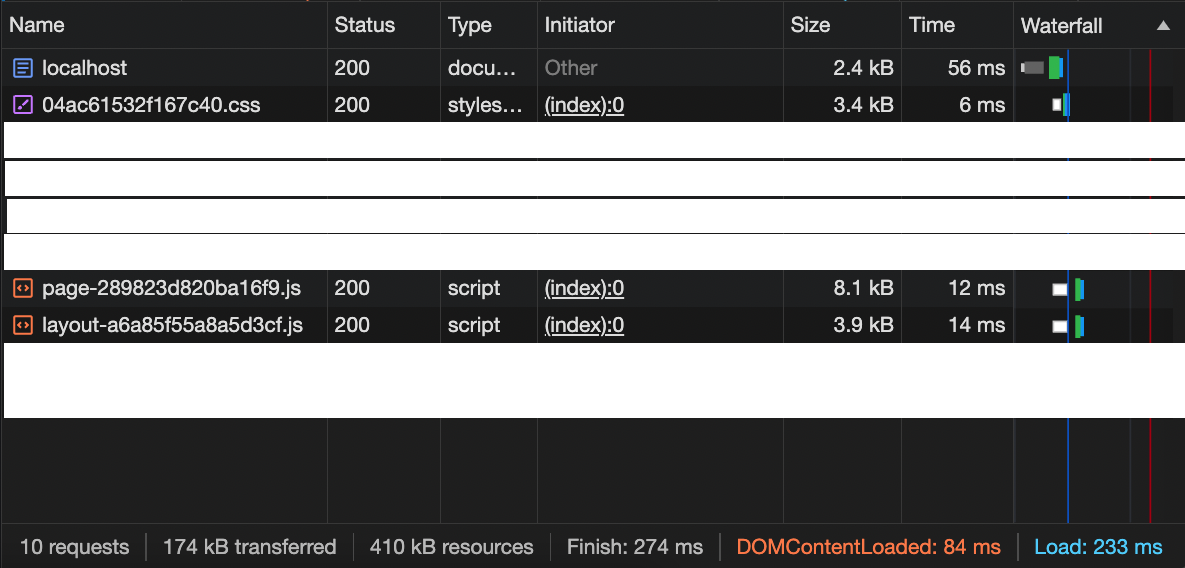 Name Status Type Initiator Size Time Waterfall
localhost 200 docu... Other 2.4 kB 56 ms
04ac61532f167c40.css 200 styles... (index):0 3.4 kB 6 ms
page-289823d820ba16f9.js 200 script (index):0 8.1 kB 12 ms
layout-a6a85f55a8a5d3cf.js 200 script (index):0 3.9 kB 14 ms
10 requests 174 kB transferred 410 kB resources Finish: 274 ms DOMContentLoaded: 84 ms Load: 233 ms